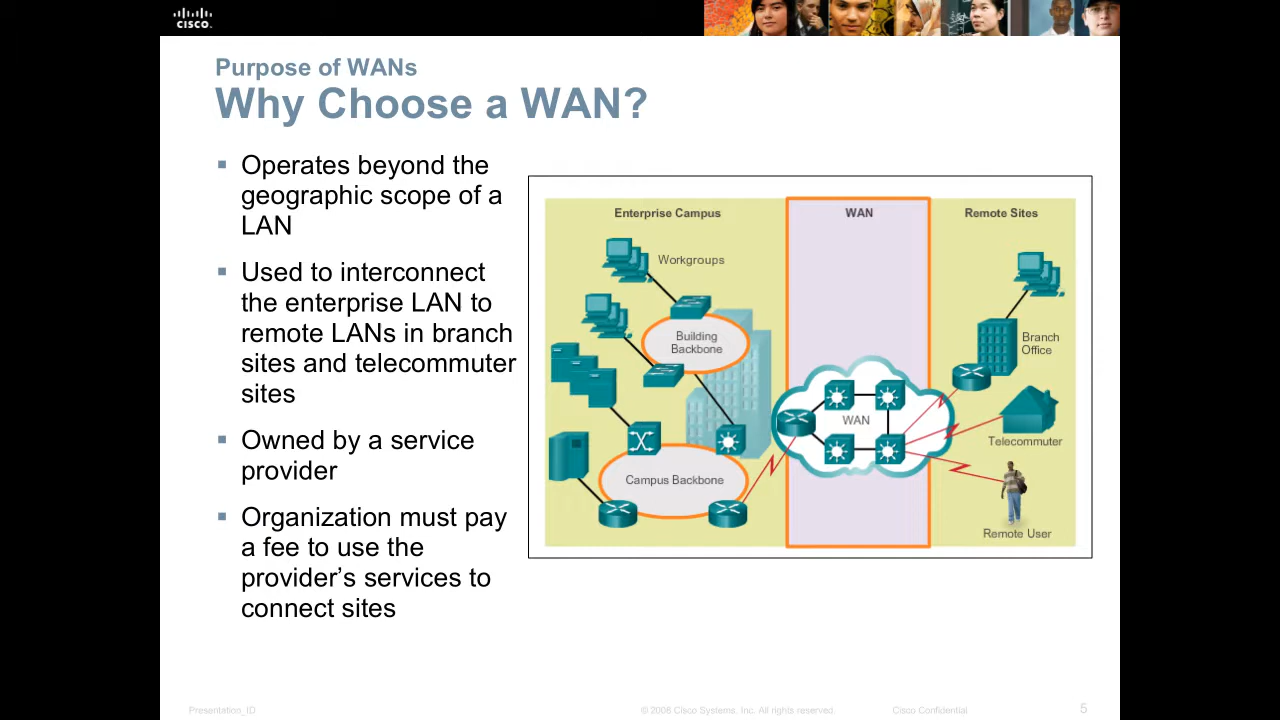 CISCO.
Purpose of WANs
Why Choose a WAN?
Operates beyond the
geographic scope of a
LAN
Used to interconnect
the enterprise LAN to
remote LANs in branch
sites and telecommuter
sites
Owned by a service
provider
Organization must pay
a fee to use the
provider’s services to
connect sites
Enterprise Campus
WAN
Remote Sites
Workgroups
Building
Backbone
Branch
Office
WAN
Telecommuter
Campus Backbone
Remote User
Presentation_ID
© 2008 Cisco Systems, Inc. All rights reserved.
Cisco Confidential
5